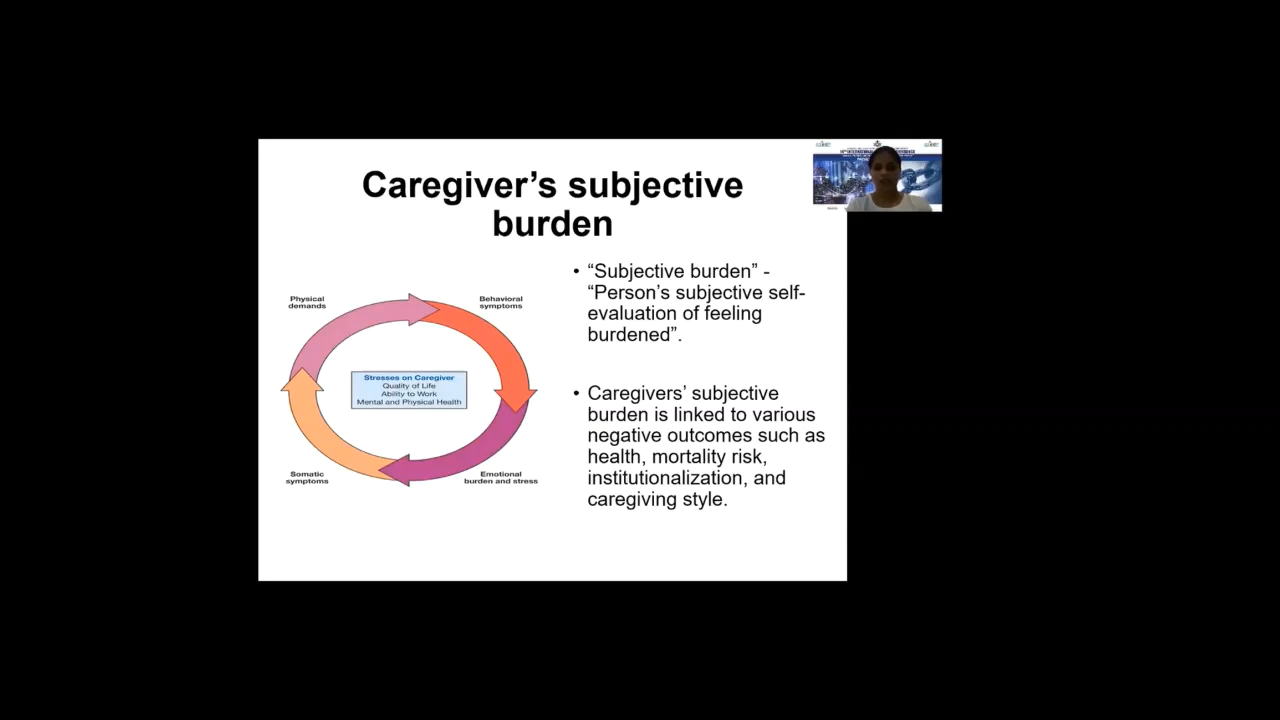 Caregiver’s subjective
burden
• “Subjective burden” -
“Person’s subjective self-
evaluation of feeling
burdened”.
• Caregivers’ subjective
burden is linked to various
negative outcomes such as
health, mortality risk,
institutionalization, and
caregiving style.
Physical
demands
Behavioral
symptoms
Stresses on Caregiver
Quality of Life
Ability to Work
Mental and Physical Health
Somatic
symptoms
Emotional
burden and stress